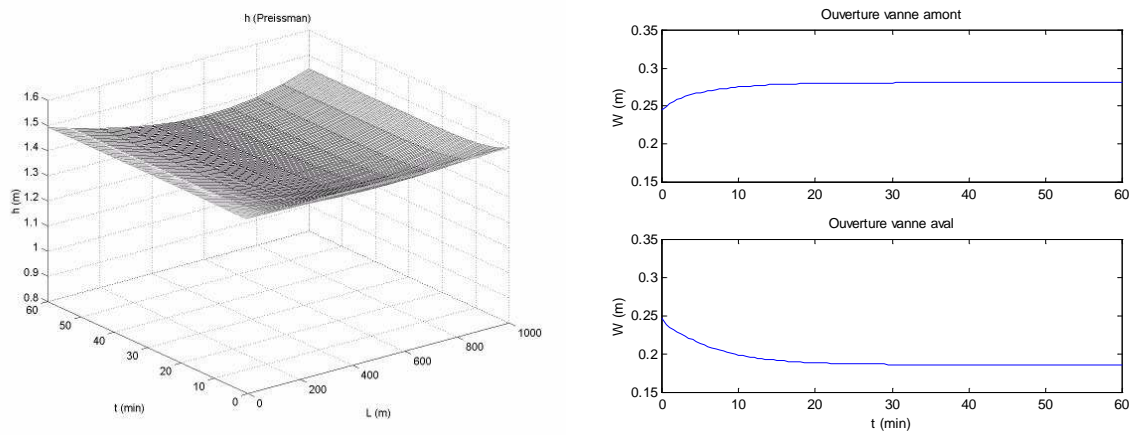 h (Preissman)
1.6
1.5
1.4
1.3
1.2
1.1
1
0.9
0.8
h (m)
60
50
40
30
20
10
0
t (min)
0
200
400
600
800
1000
L (m)
Ouverture vanne amont
0.35
0.3
0.25
0.2
0.15
W (m)
0 10 20 30 40 50 60
Ouverture vanne aval
0.35
0.3
0.25
0.2
0.15
W (m)
0 10 20 30 40 50 60
t (min)